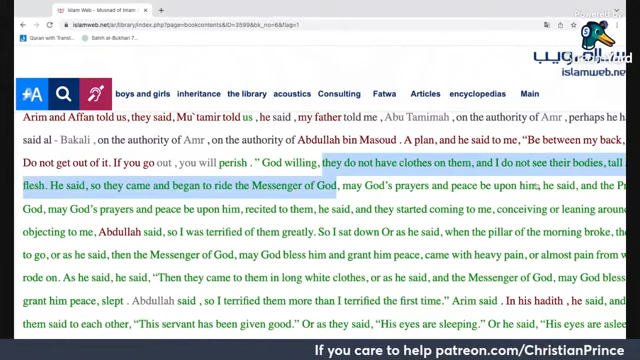 Powered by
Islam Web - Musnad of Imam
islamweb.net/ar/library/index.php?page=bookcontents&ID=3599&bk_no=6&flag=1
Quran with Transl...
Sahih al-Bukhari 7...
إسلام ويب
islamweb.net
boys and girls inheritance the library acoustics Consulting Fatwa Articles encyclopedias Main
Arim and Affan told us, they said, Mu`tamir told us , he said , my father told me , Abu Tamimah , on the authority of Amr , perhaps he ha
said al - Bakali , on the authority of Amr , on the authority of Abdullah bin Masoud . A plan, and he said to me, “Be between my back,
Do not get out of it. If you go out , you will perish . ” God willing, they do not have clothes on them, and I do not see their bodies, tall
flesh. He said, so they came and began to ride the Messenger of God, may God’s prayers and peace be upon him, he said, and the P
God, may God’s prayers and peace be upon him, recited to them, he said, and they started coming to me, conceiving or leaning around
objecting to me, Abdullah said, so I was terrified of them greatly. So I sat down Or as he said, when the pillar of the morning broke, the
to go, or as he said, then the Messenger of God, may God bless him and grant him peace, came with heavy pain, or almost pain from w
rode on. As he said, he said, “Then they came to them in long white clothes, or as he said, and the Messenger of God, may God bless
grant him peace, slept . Abdullah said , so I terrified them more than I terrified the first time.” Arim said . In his hadith , he said, and
them said to each other, “This servant has been given good.” Or as they said, “His eyes are sleeping.” Or he said, “His eyes are aslee
If you care to help patreon.com/ChristianPrince